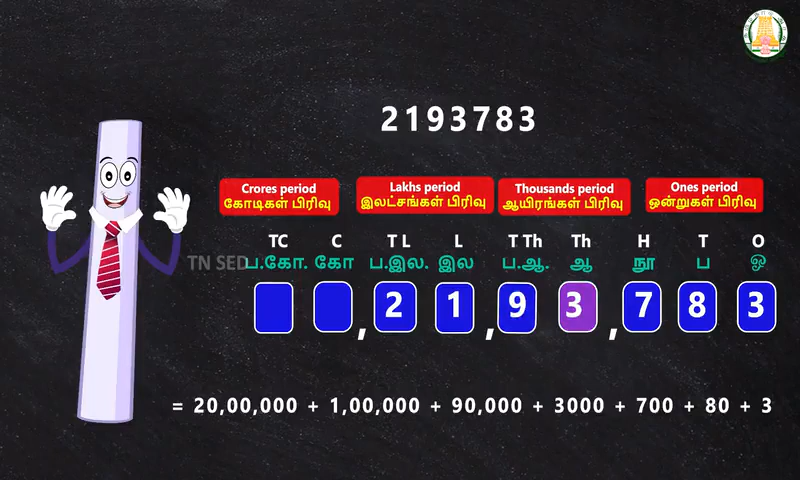 2193783
Crores period Lakhs period Thousands period Ones period
கோடிகள் பிரிவு இலட்சங்கள் பிரிவு ஆயிரங்கள் பிரிவு ஒன்றுகள் பிரிவு
TC C T L L T Th Th H T O
TN SED ப.கோ. கோ ப.இல. இல ப.ஆ. ஆ நூ ப ஒ
, 2 1 , 9 3 , 7 8 3
= 20,00,000 + 1,00,000 + 90,000 + 3000 + 700 + 80 + 3